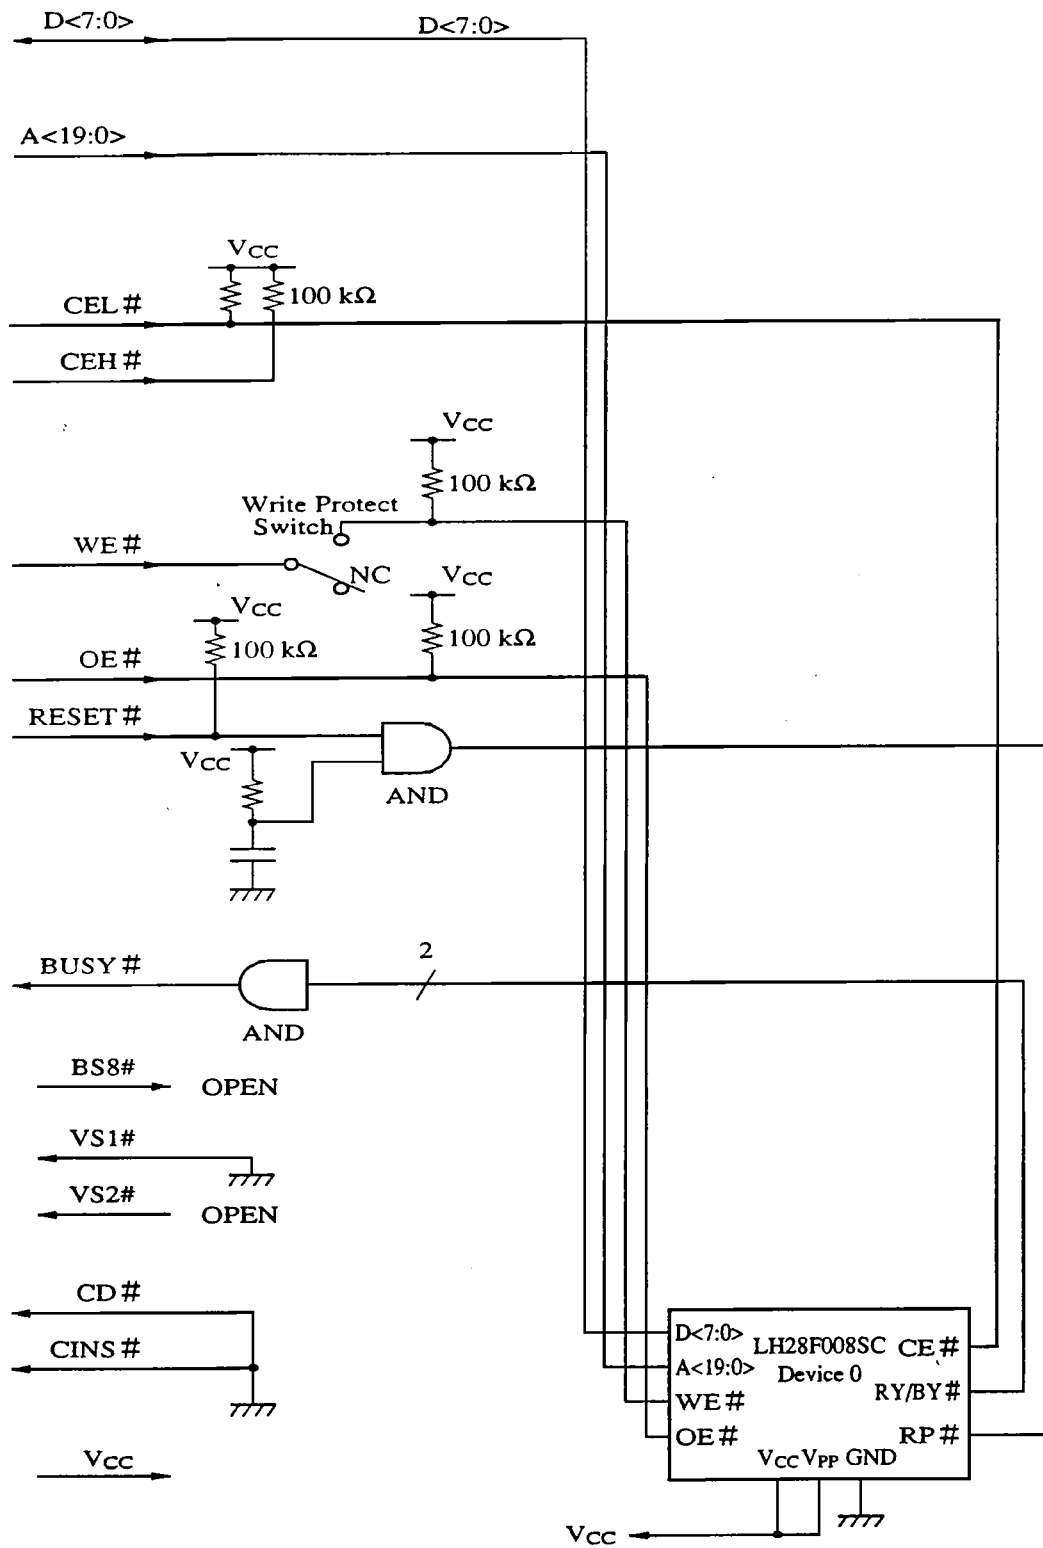 D<7:0>
D<7:0>
A<19:0>
VCC
100 kΩ
CEL#
CEH#
VCC
100 kΩ
Write Protect
Switch
WE#
NC
VCC
VCC
100 kΩ
100 kΩ
OE#
RESET#
VCC
AND
2
BUSY#
AND
BS8#
OPEN
VS1#
VS2#
OPEN
CD#
CINS#
D<7:0>
LH28F008SC
CE#
A<19:0>
Device 0
RY/BY#
WE#
OE#
RP#
VCC VPP GND
VCC
VCC